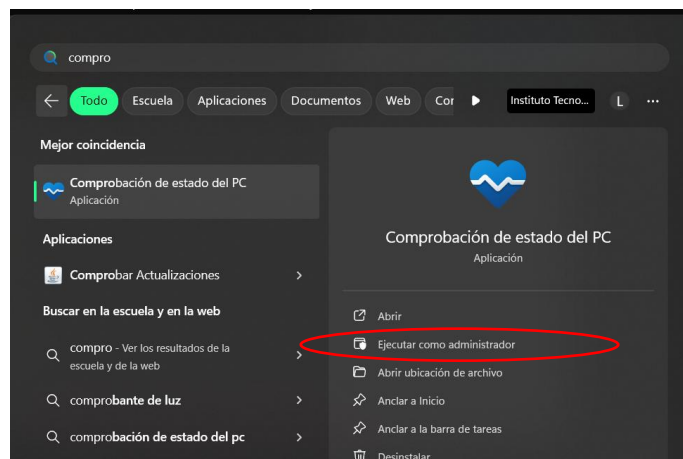 compro
Todo Escuela Aplicaciones Documentos Web Instituto Tecno... L ...
Mejor coincidencia
Comprobación de estado del PC
Aplicación
Aplicaciones
Comprobar Actualizaciones
Buscar en la escuela y en la web
compro - Ver los resultados de la
escuela y de la web
comprobante de luz
comprobación de estado del pc
Comprobación de estado del PC
Aplicación
Abrir
Ejecutar como administrador
Abrir ubicación de archivo
Anclar a Inicio
Anclar a la barra de tareas
Desinstalar